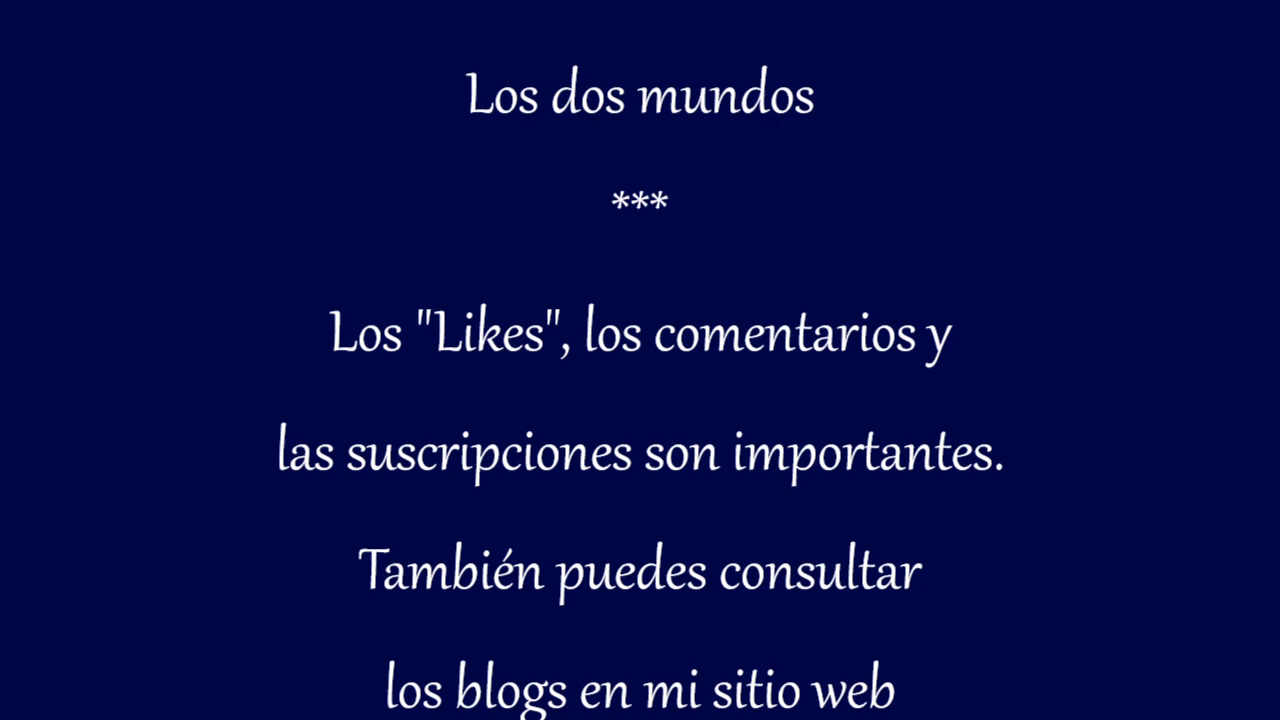 Los dos mundos
***
Los "Likes", los comentarios y
las suscripciones son importantes.
También puedes consultar
los blogs en mi sitio web